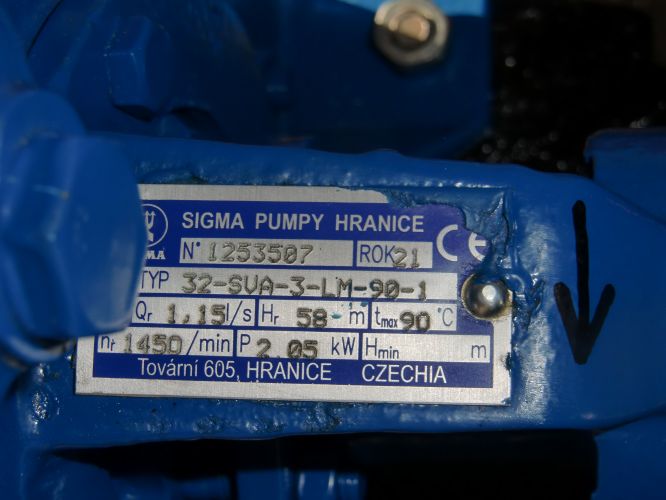 SIGMA PUMPY HRANICE
N° 1253507 ROK 21 CE
TYP 32-SVA-3-LM-90-1
Qr 1,15 l/s Hr 58 m tmax 90 °C
nr 1450/min P 2.05 kW Hmin m
Tovární 605, HRANICE CZECHIA